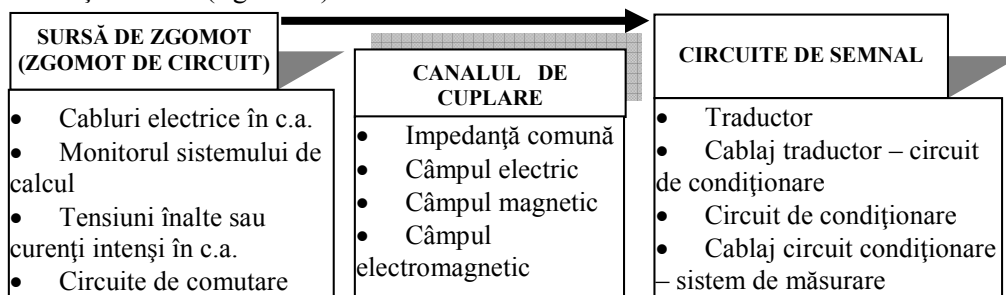 SURSĂ DE ZGOMOT
(ZGOMOT DE CIRCUIT)
• Cabluri electrice în c.a.
• Monitorul sistemului de
calcul
• Tensiuni înalte sau
curenţi intenşi în c.a.
• Circuite de comutare
CANALUL DE
CUPLARE
• Impedanţă comună
• Câmpul electric
• Câmpul magnetic
• Câmpul
electromagnetic
CIRCUITE DE SEMNAL
• Traductor
• Cablaj traductor – circuit
de condiţionare
• Circuit de condiţionare
• Cablaj circuit condiţionare
– sistem de măsurare